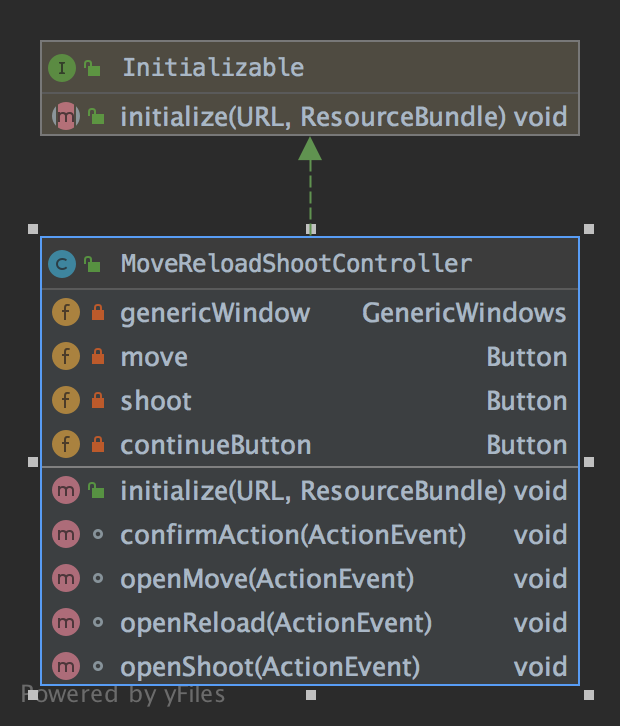 I Initializable
m initialize(URL, ResourceBundle) void
C MoveReloadShootController
f genericWindow GenericWindows
f move Button
f shoot Button
f continueButton Button
m initialize(URL, ResourceBundle) void
m confirmAction(ActionEvent) void
m openMove(ActionEvent) void
m openReload(ActionEvent) void
m openShoot(ActionEvent) void
Powered by yFiles